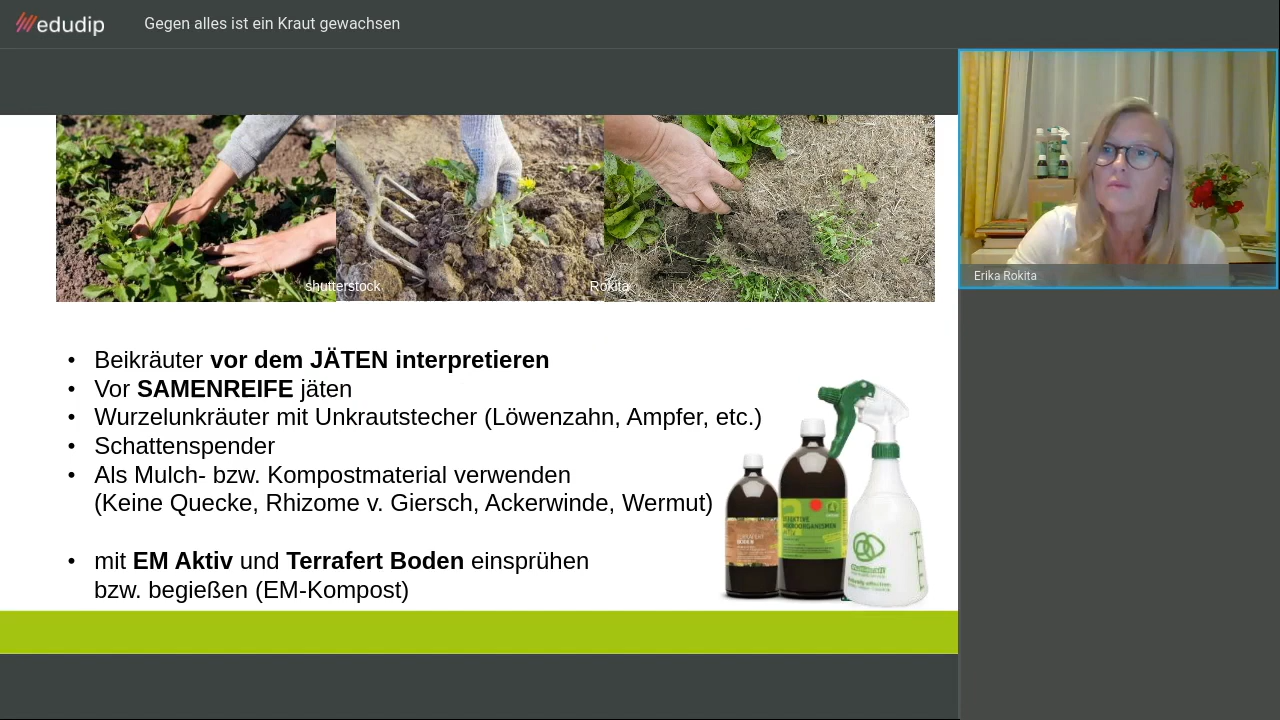 edudip
Gegen alles ist ein Kraut gewachsen
shutterstock
Rokita
Erika Rokita
• Beikräuter vor dem JÄTEN interpretieren
• Vor SAMENREIFE jäten
• Wurzelunkräuter mit Unkrautstecher (Löwenzahn, Ampfer, etc.)
• Schattenspender
• Als Mulch- bzw. Kompostmaterial verwenden
(Keine Quecke, Rhizome v. Giersch, Ackerwinde, Wermut)
• mit EM Aktiv und Terrafert Boden einsprühen
bzw. begießen (EM-Kompost)
TERRAFERT
BODEN